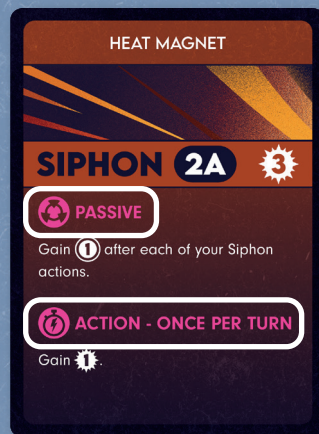 HEAT MAGNET
SIPHON 2A 3
PASSIVE
Gain 1 after each of your Siphon
actions.
ACTION - ONCE PER TURN
Gain 1.